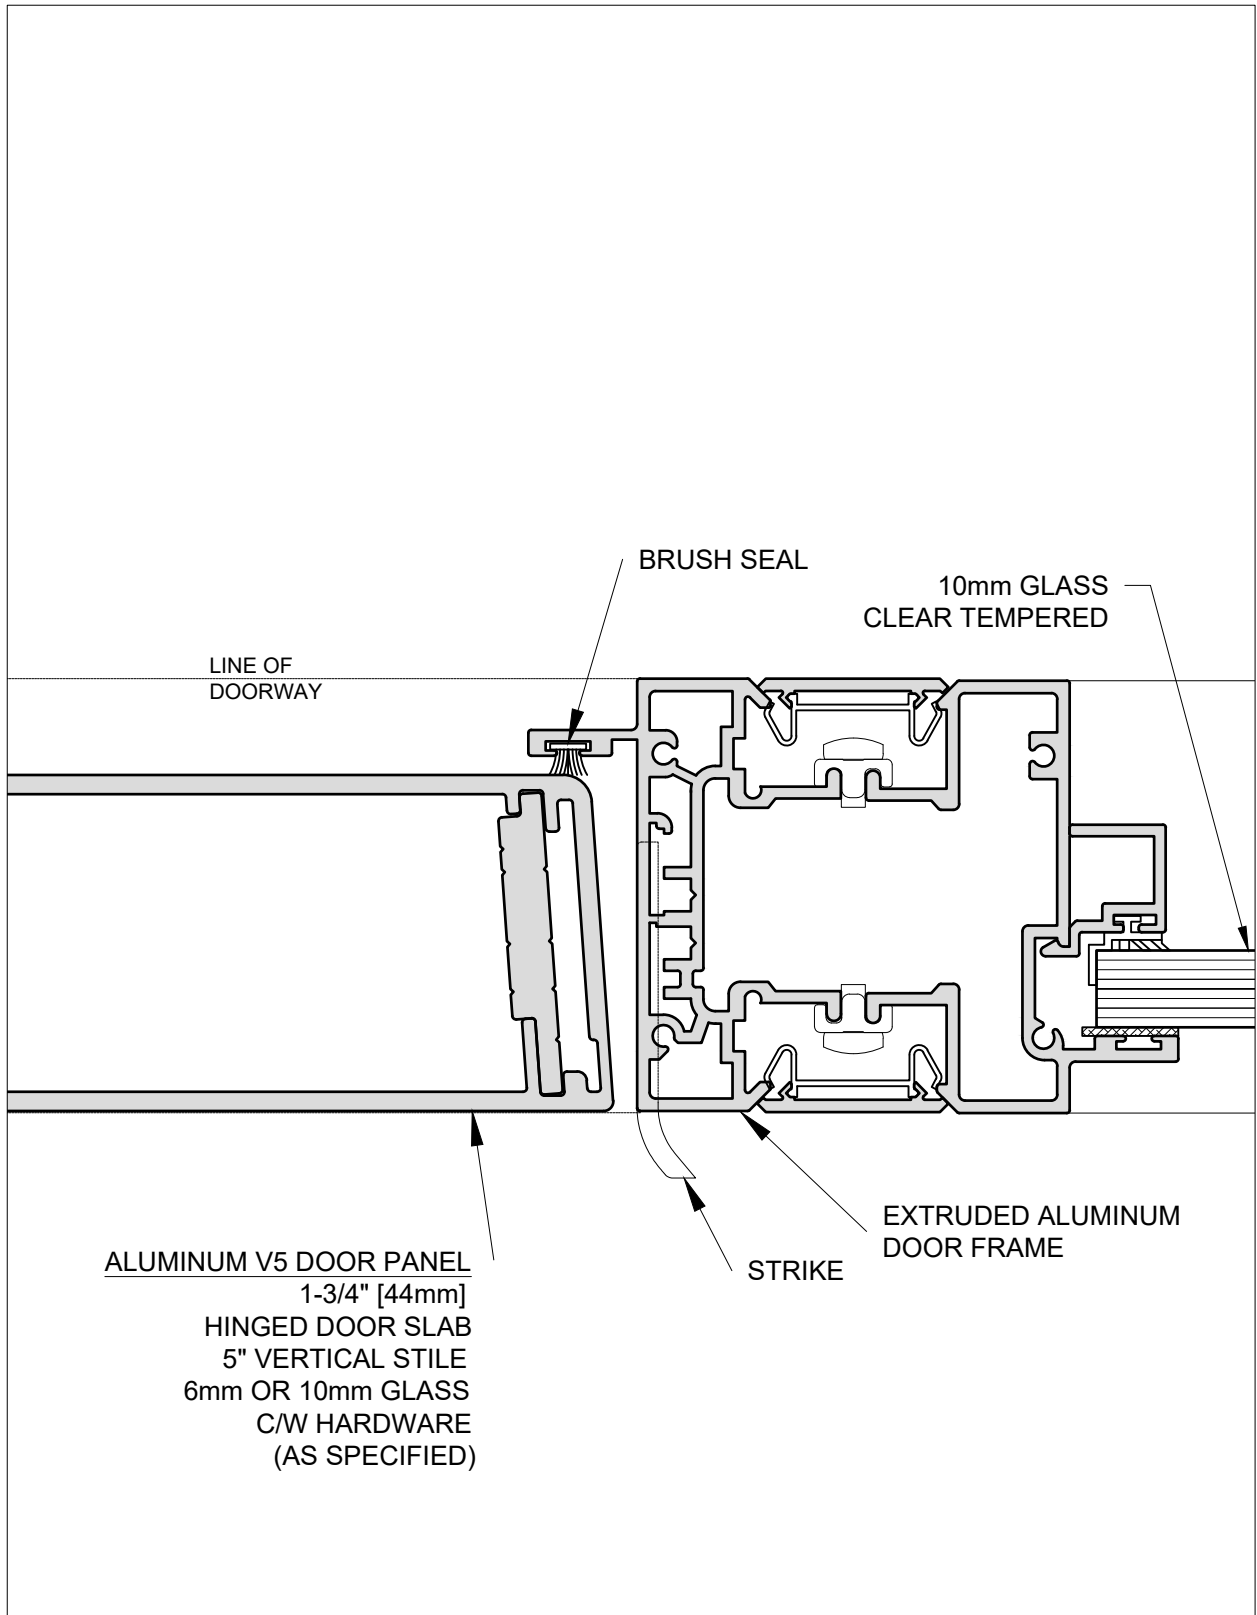 BRUSH SEAL
10mm GLASS
CLEAR TEMPERED
LINE OF
DOORWAY
EXTRUDED ALUMINUM
DOOR FRAME
STRIKE
ALUMINUM V5 DOOR PANEL
1-3/4" [44mm]
HINGED DOOR SLAB
5" VERTICAL STILE
6mm OR 10mm GLASS
C/W HARDWARE
(AS SPECIFIED)